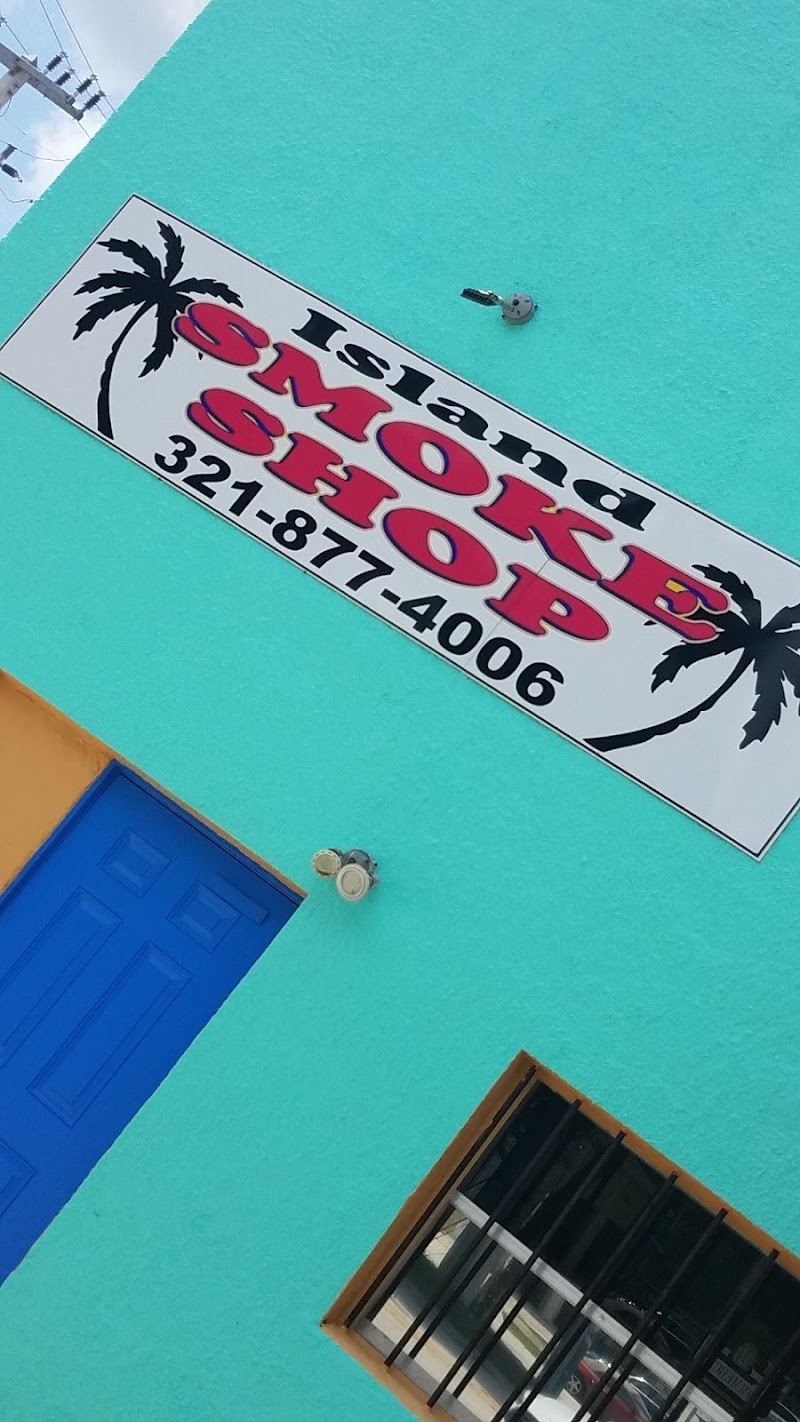 Island
SMOKE
SHOP
321-877-4006